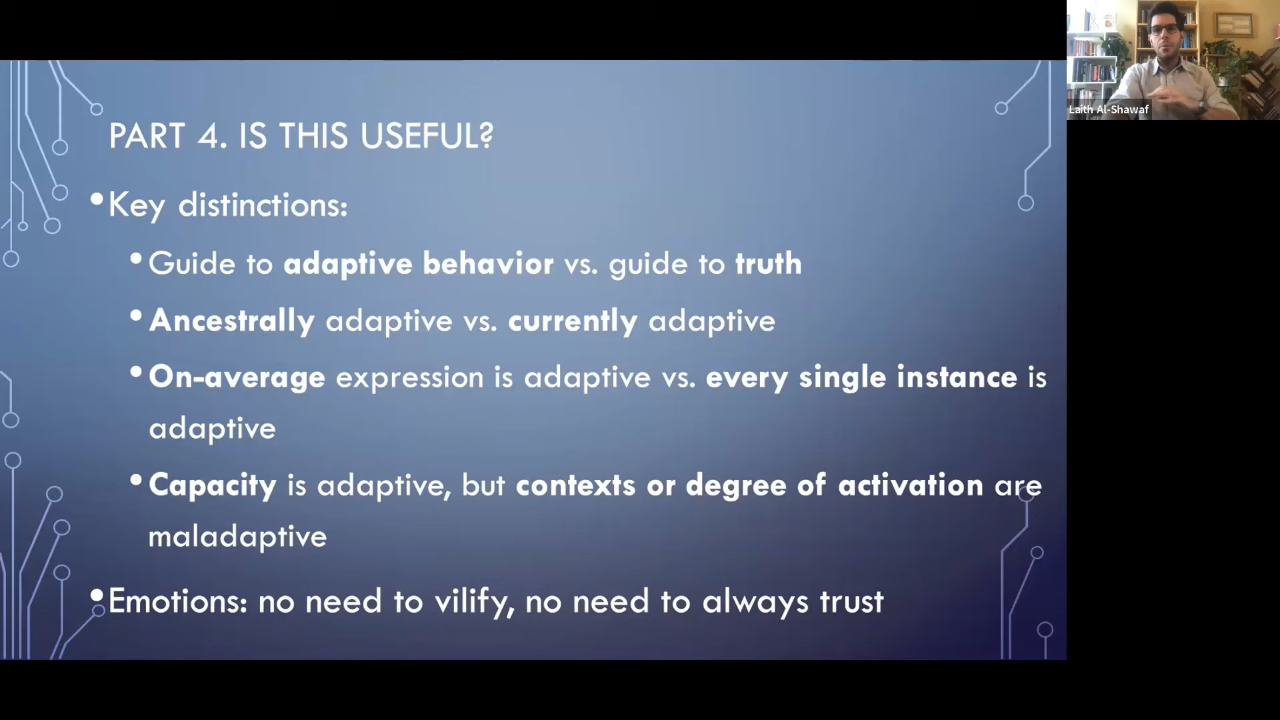 PART 4. IS THIS USEFUL?
•Key distinctions:
•Guide to adaptive behavior vs. guide to truth
•Ancestrally adaptive vs. currently adaptive
•On-average expression is adaptive vs. every single instance is
adaptive
•Capacity is adaptive, but contexts or degree of activation are
maladaptive
•Emotions: no need to vilify, no need to always trust
Laith Al-Shawaf